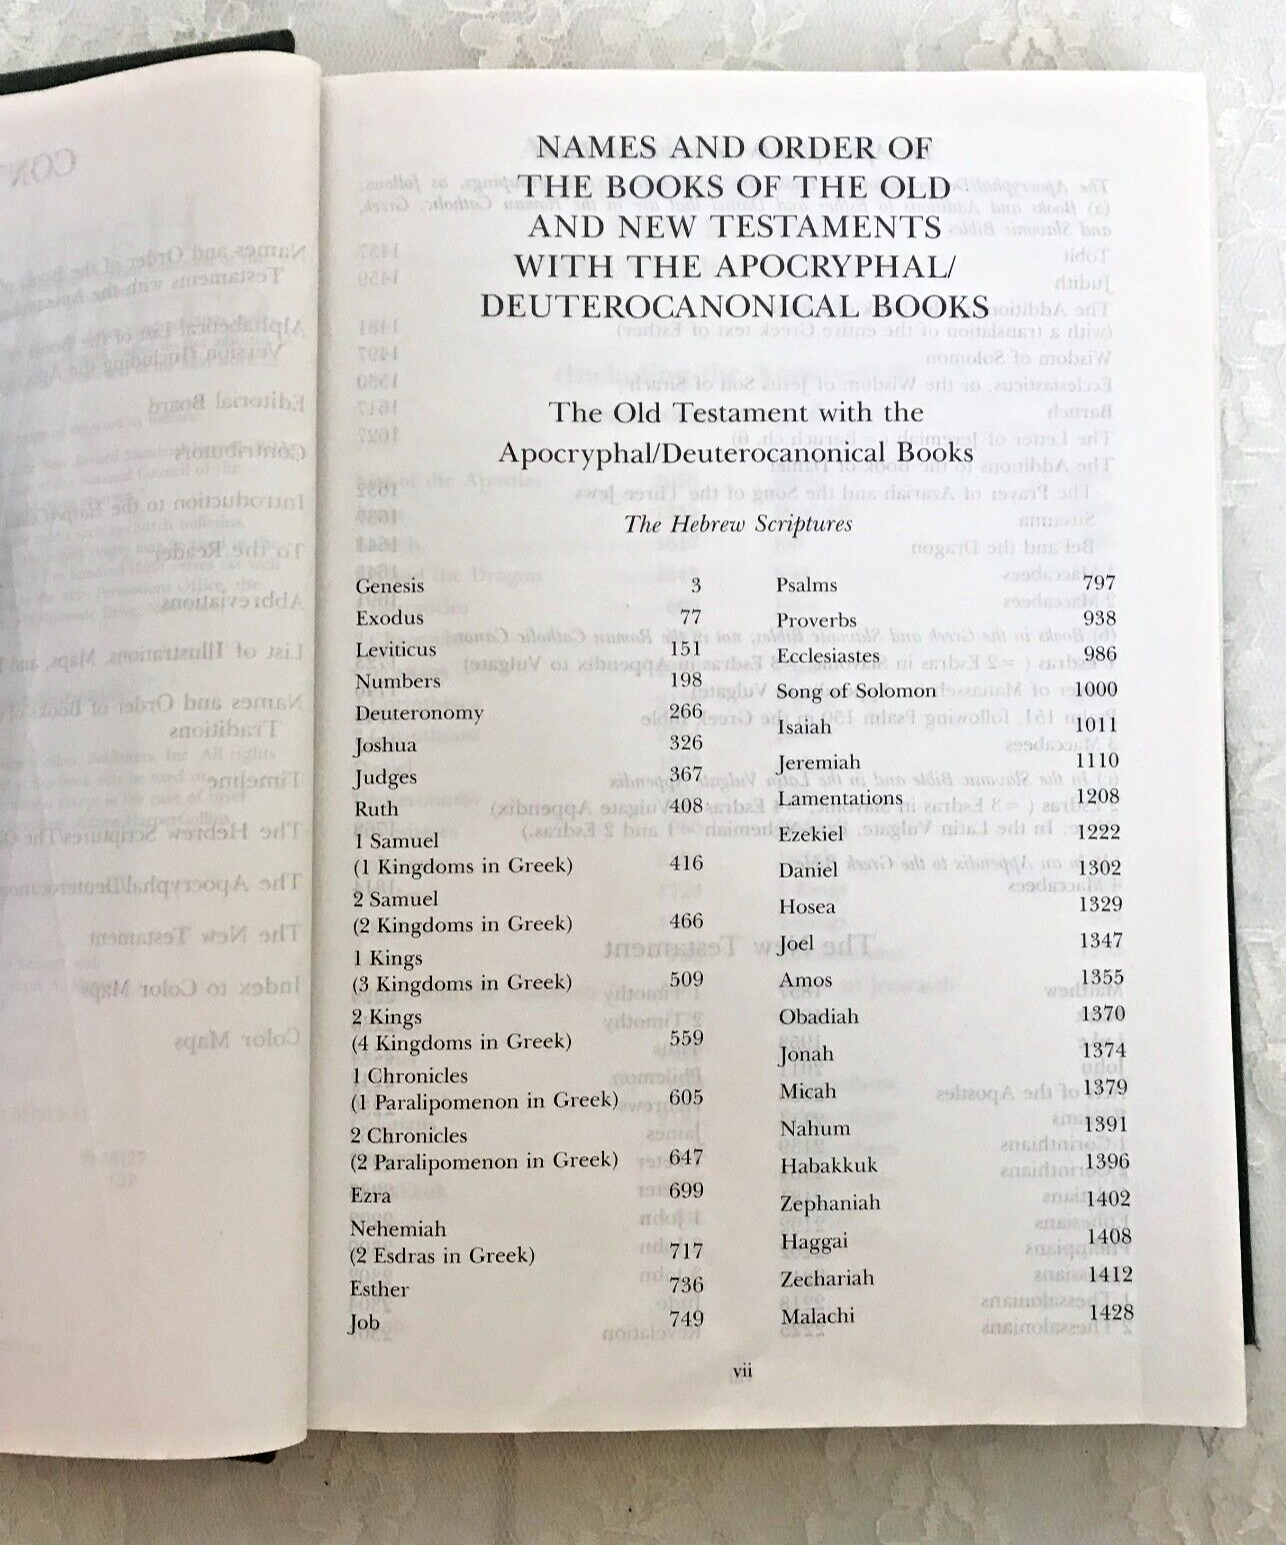 NAMES AND ORDER OF
THE BOOKS OF THE OLD
AND NEW TESTAMENTS
WITH THE APOCRYPHAL/
DEUTEROCANONICAL BOOKS
The Old Testament with the
Apocryphal/Deuterocanonical Books
The Hebrew Scriptures
Genesis 3
Exodus 77
Leviticus 151
Numbers 198
Deuteronomy 266
Joshua 326
Judges 367
Ruth 408
1 Samuel
(1 Kingdoms in Greek) 416
2 Samuel
(2 Kingdoms in Greek) 466
1 Kings
(3 Kingdoms in Greek) 509
2 Kings
(4 Kingdoms in Greek) 559
1 Chronicles
(1 Paralipomenon in Greek) 605
2 Chronicles
(2 Paralipomenon in Greek) 647
Ezra 699
Nehemiah
(2 Esdras in Greek) 717
Esther 736
Job 749
Psalms 797
Proverbs 938
Ecclesiastes 986
Song of Solomon 1000
Isaiah 1011
Jeremiah 1110
Lamentations 1208
Ezekiel 1222
Daniel 1302
Hosea 1329
Joel 1347
Amos 1355
Obadiah 1370
Jonah 1374
Micah 1379
Nahum 1391
Habakkuk 1396
Zephaniah 1402
Haggai 1408
Zechariah 1412
Malachi 1428
vii